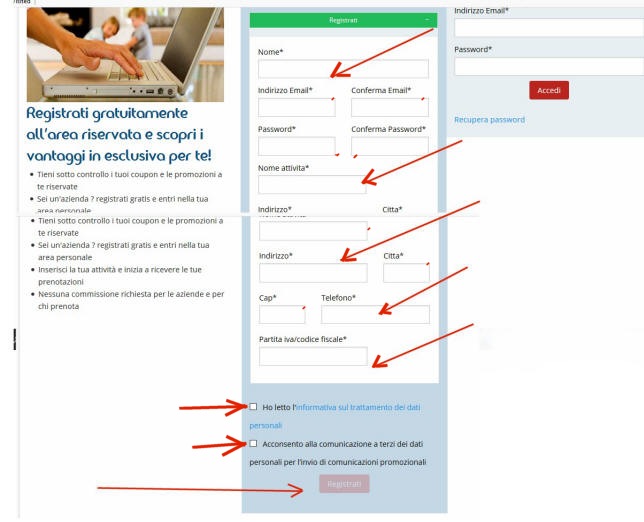 Registrati
Nome*
Indirizzo Email* Conferma Email*
Password* Conferma Password*
Nome attivita*
Indirizzo* Citta*
Indirizzo Email*
Password*
Accedi
Recupera password
Registrati gratuitamente
all'area riservata e scopri i
vantaggi in esclusiva per te!
Tieni sotto controllo i tuoi coupon e le promozioni a
te riservate
Sei un'azienda ? registrati gratis e entri nella tua
area personale
Tieni sotto controllo i tuoi coupon e le promozioni a
te riservate
Sei un'azienda ? registrati gratis e entri nella tua
area personale
Inserisci la tua attività e inizia a ricevere le tue
prenotazioni
Nessuna commissione richiesta per le aziende e per
chi prenota
Indirizzo* Citta*
Cap* Telefono*
Partita iva/codice fiscale*
Ho letto l'informativa sul trattamento dei dati
personali
Acconsento alla comunicazione a terzi dei dati
personali per l'invio di comunicazioni promozionali
Registrati